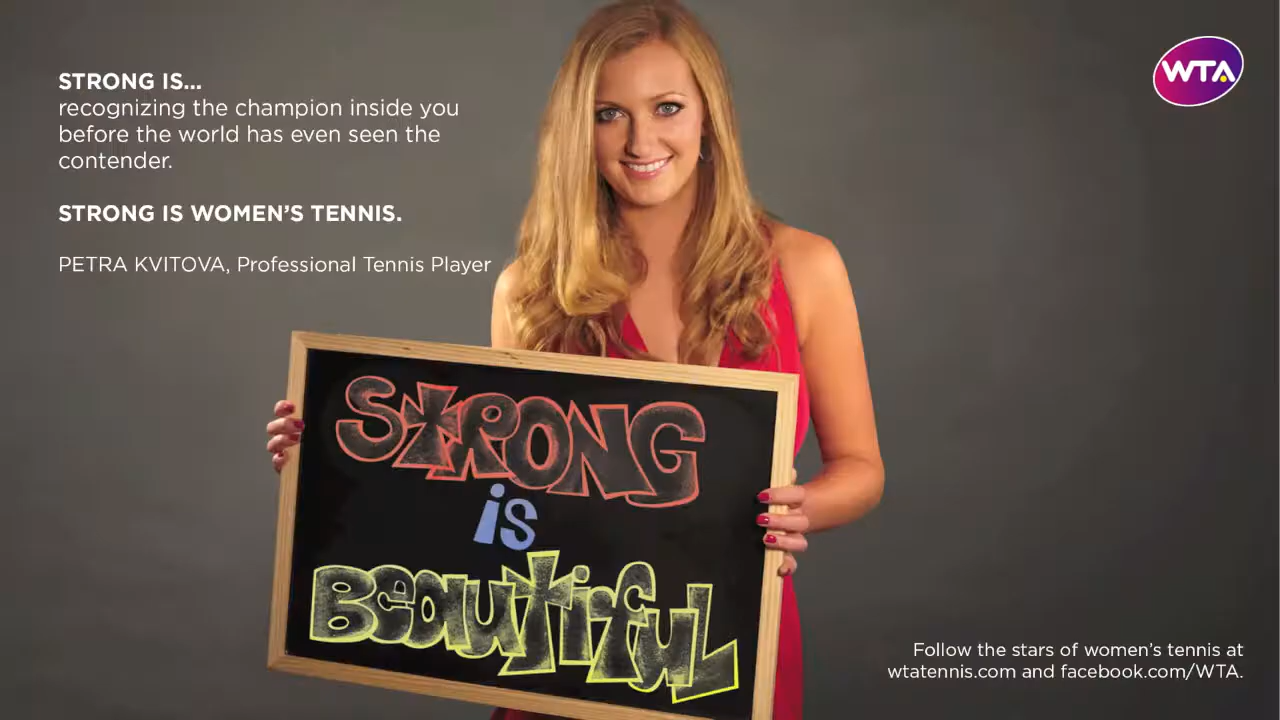 STRONG IS...
recognizing the champion inside you
before the world has even seen the
contender.
STRONG IS WOMEN’S TENNIS.
PETRA KVITOVA, Professional Tennis Player
WTA
STRONG
is
BEAUTIFUL
Follow the stars of women’s tennis at
wtatennis.com and facebook.com/WTA.